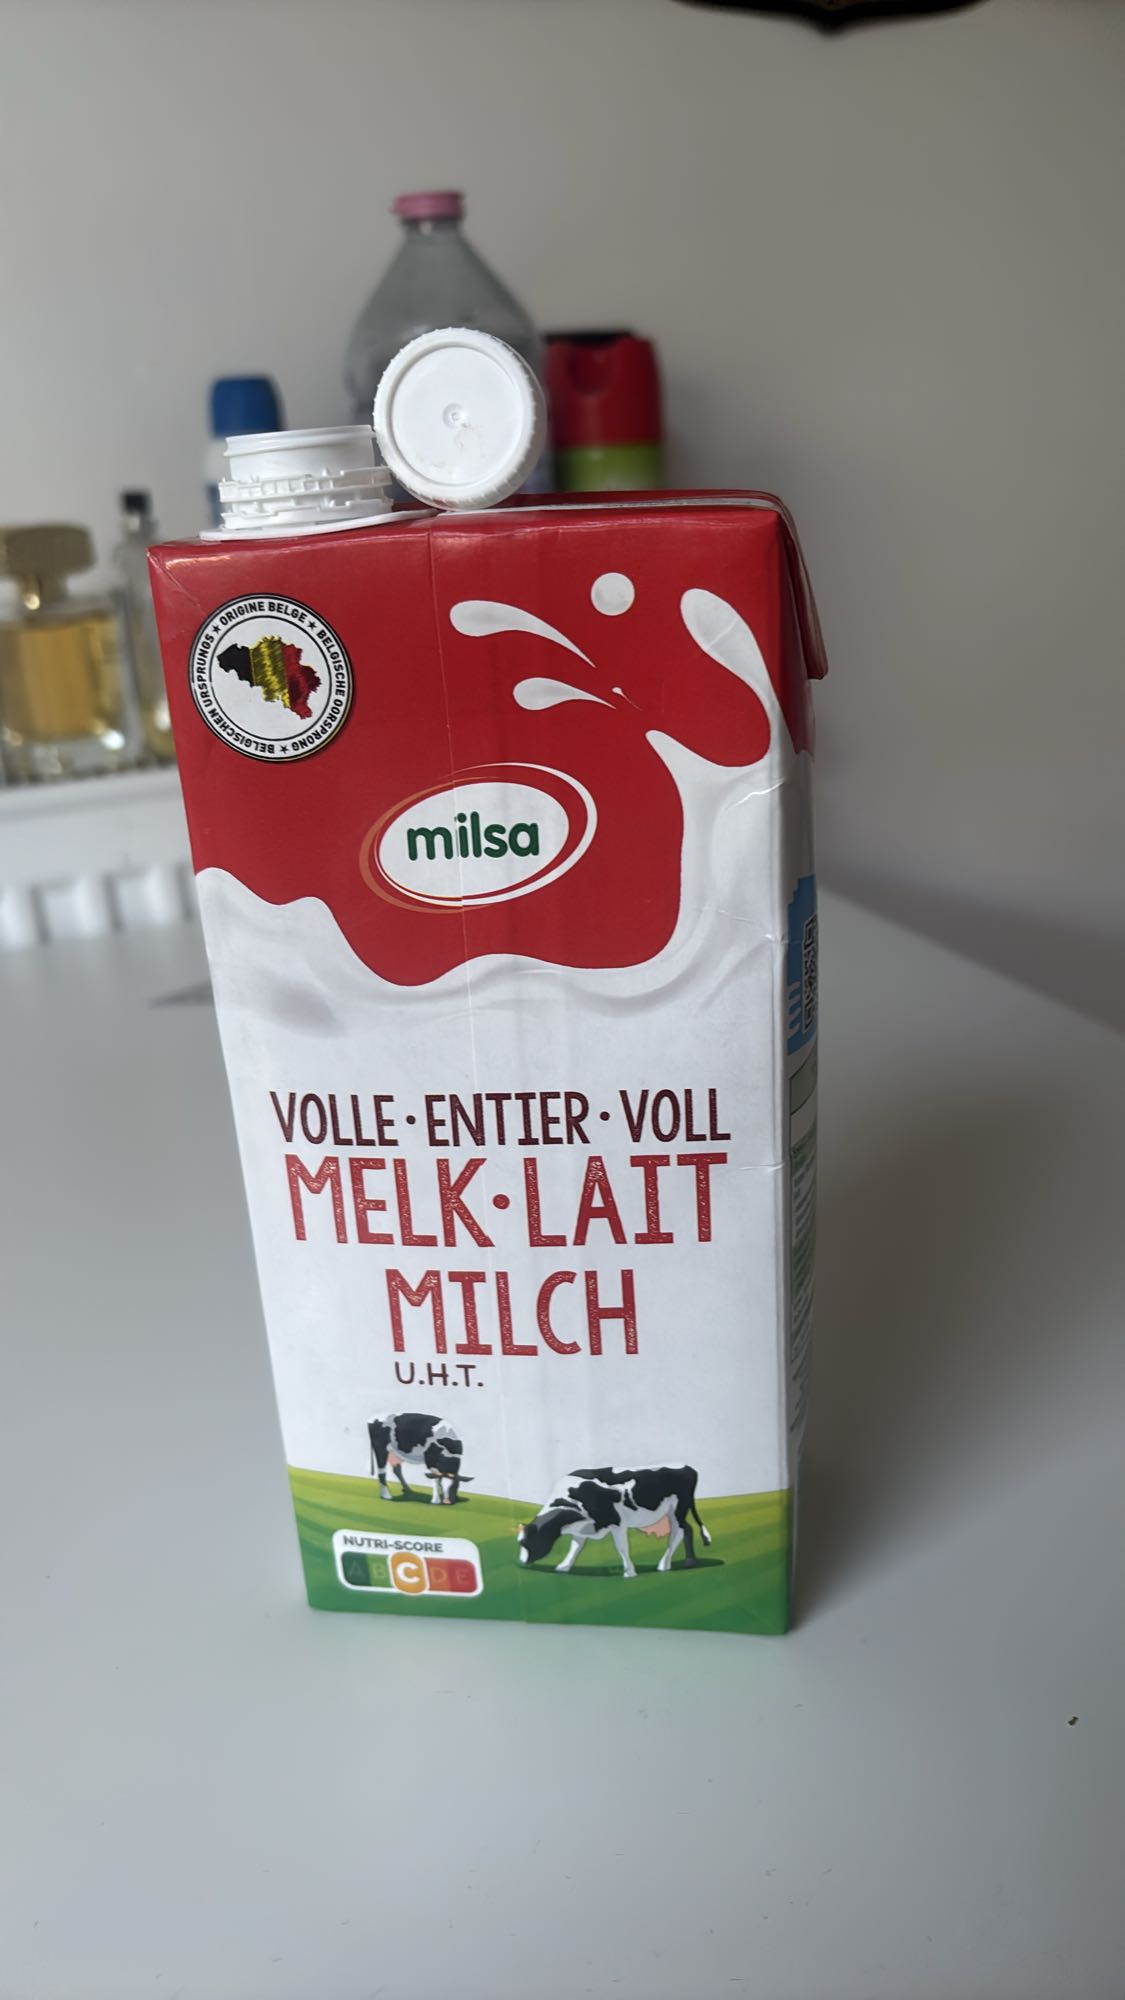 ★ ORIGINE BELGE ★ BELGISCHE OORSPRONG ★ BELGISCHEN URSPRUNGS
milsa
VOLLE · ENTIER · VOLL
MELK · LAIT
MILCH
U.H.T.
NUTRI-SCORE
A B C D E